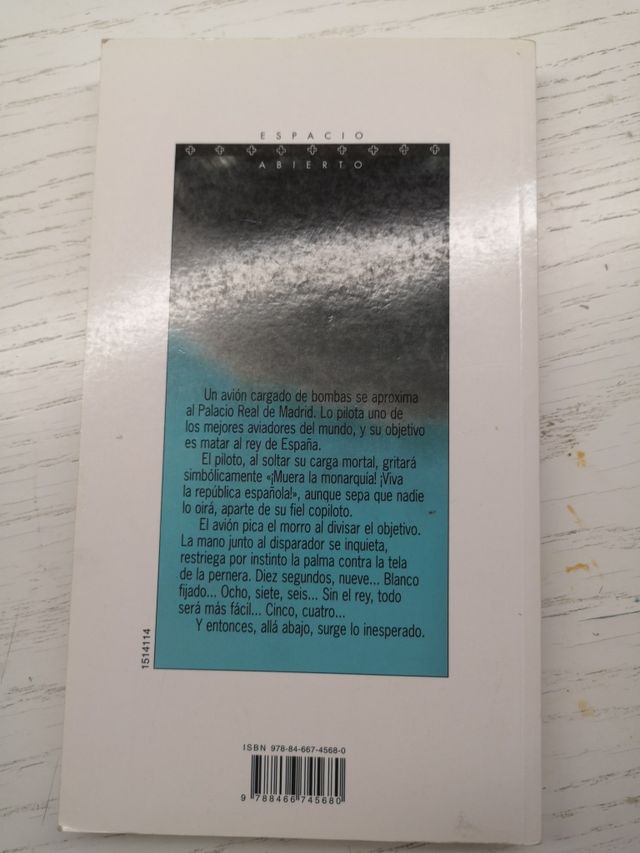 ESPACIO
ABIERTO
Un avión cargado de bombas se aproxima
al Palacio Real de Madrid. Lo pilota uno de
los mejores aviadores del mundo, y su objetivo
es matar al rey de España.
El piloto, al soltar su carga mortal, gritará
simbólicamente «¡Muera la monarquía! ¡Viva
la república española!», aunque sepa que nadie
lo oirá, aparte de su fiel copiloto.
El avión pica el morro al divisar el objetivo.
La mano junto al disparador se inquieta,
restriega por instinto la palma contra la tela
de la pernera. Diez segundos, nueve... Blanco
fijado... Ocho, siete, seis... Sin el rey, todo
será más fácil... Cinco, cuatro...
Y entonces, allá abajo, surge lo inesperado.
1514114
ISBN 978-84-667-4568-0
9 788466 745680